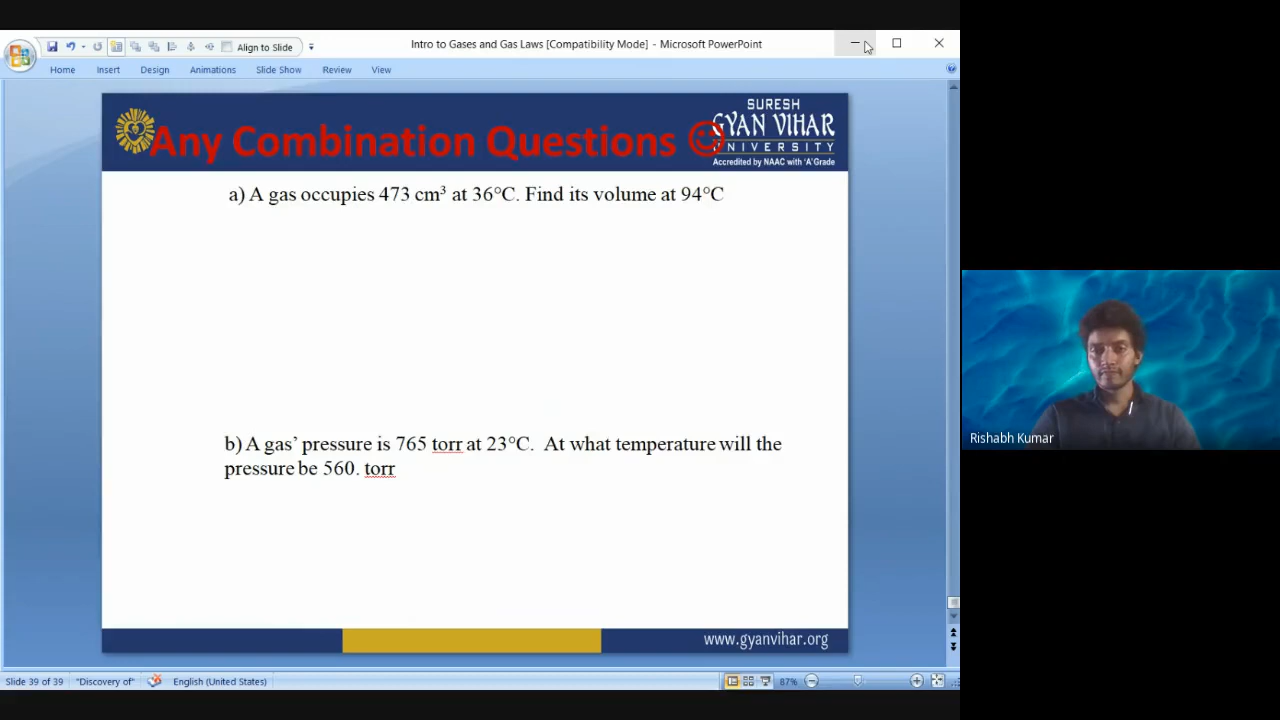 Align to Slide
Intro to Gases and Gas Laws [Compatibility Mode] - Microsoft PowerPoint
Home Insert Design Animations Slide Show Review View
SURESH
GYAN VIHAR
UNIVERSITY
Accredited by NAAC with 'A' Grade
Any Combination Questions ☺
a) A gas occupies 473 cm³ at 36°C. Find its volume at 94°C
b) A gas’ pressure is 765 torr at 23°C. At what temperature will the
pressure be 560. torr
www.gyanvihar.org
Rishabh Kumar
Slide 39 of 39 "Discovery of" English (United States) 87%